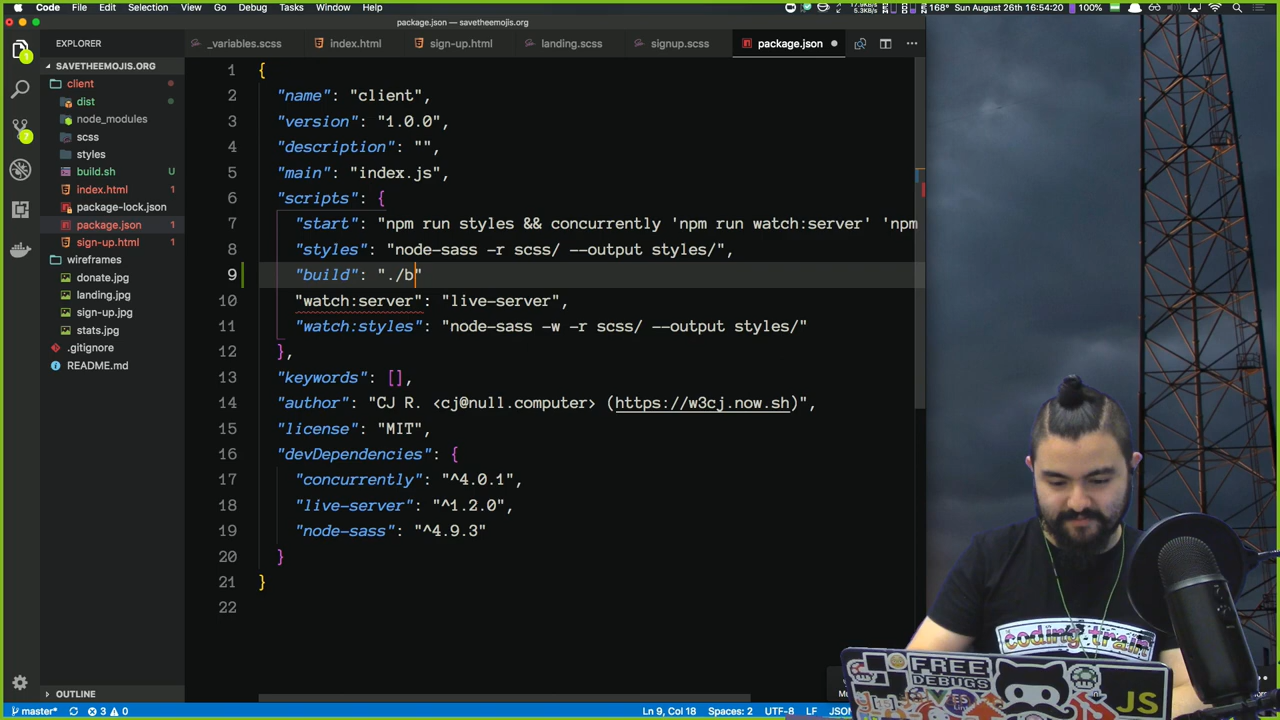 Code File Edit Selection View Go Debug Tasks Window Help
168° Sun August 26th 16:54:20 100%
package.json — savetheemojis.org
EXPLORER
_variables.scss index.html sign-up.html landing.scss signup.scss package.json
SAVETHEEMOJIS.ORG
client
dist
node_modules
scss
styles
build.sh U
index.html 1
package-lock.json
package.json 1
sign-up.html 1
wireframes
donate.jpg
landing.jpg
sign-up.jpg
stats.jpg
.gitignore
README.md
OUTLINE
1 {
2 "name": "client",
3 "version": "1.0.0",
4 "description": "",
5 "main": "index.js",
6 "scripts": {
7 "start": "npm run styles && concurrently 'npm run watch:server' 'npm
8 "styles": "node-sass -r scss/ --output styles/",
9 "build": "./b"
10 "watch:server": "live-server",
11 "watch:styles": "node-sass -w -r scss/ --output styles/"
12 },
13 "keywords": [],
14 "author": "CJ R. <cj@null.computer> (https://w3cj.now.sh)",
15 "license": "MIT",
16 "devDependencies": {
17 "concurrently": "^4.0.1",
18 "live-server": "^1.2.0",
19 "node-sass": "^4.9.3"
20 }
21 }
22
master* 3 0 Ln 9, Col 18 Spaces: 2 UTF-8 LF JSON
coding train
FREE
DEBUGS
JS